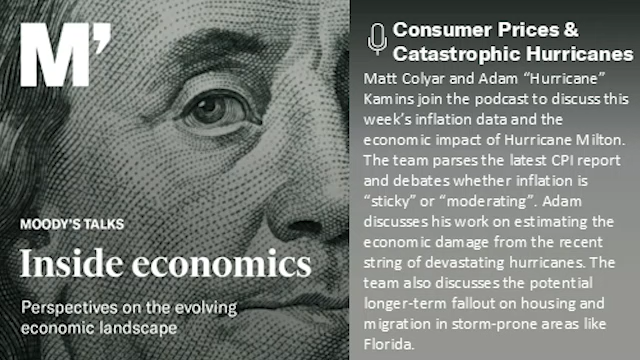 M’
MOODY'S TALKS
Inside economics
Perspectives on the evolving
economic landscape
Consumer Prices &
Catastrophic Hurricanes
Matt Colyar and Adam “Hurricane”
Kamins join the podcast to discuss this
week’s inflation data and the
economic impact of Hurricane Milton.
The team parses the latest CPI report
and debates whether inflation is
“sticky” or “moderating”. Adam
discusses his work on estimating the
economic damage from the recent
string of devastating hurricanes. The
team also discusses the potential
longer-term fallout on housing and
migration in storm-prone areas like
Florida.